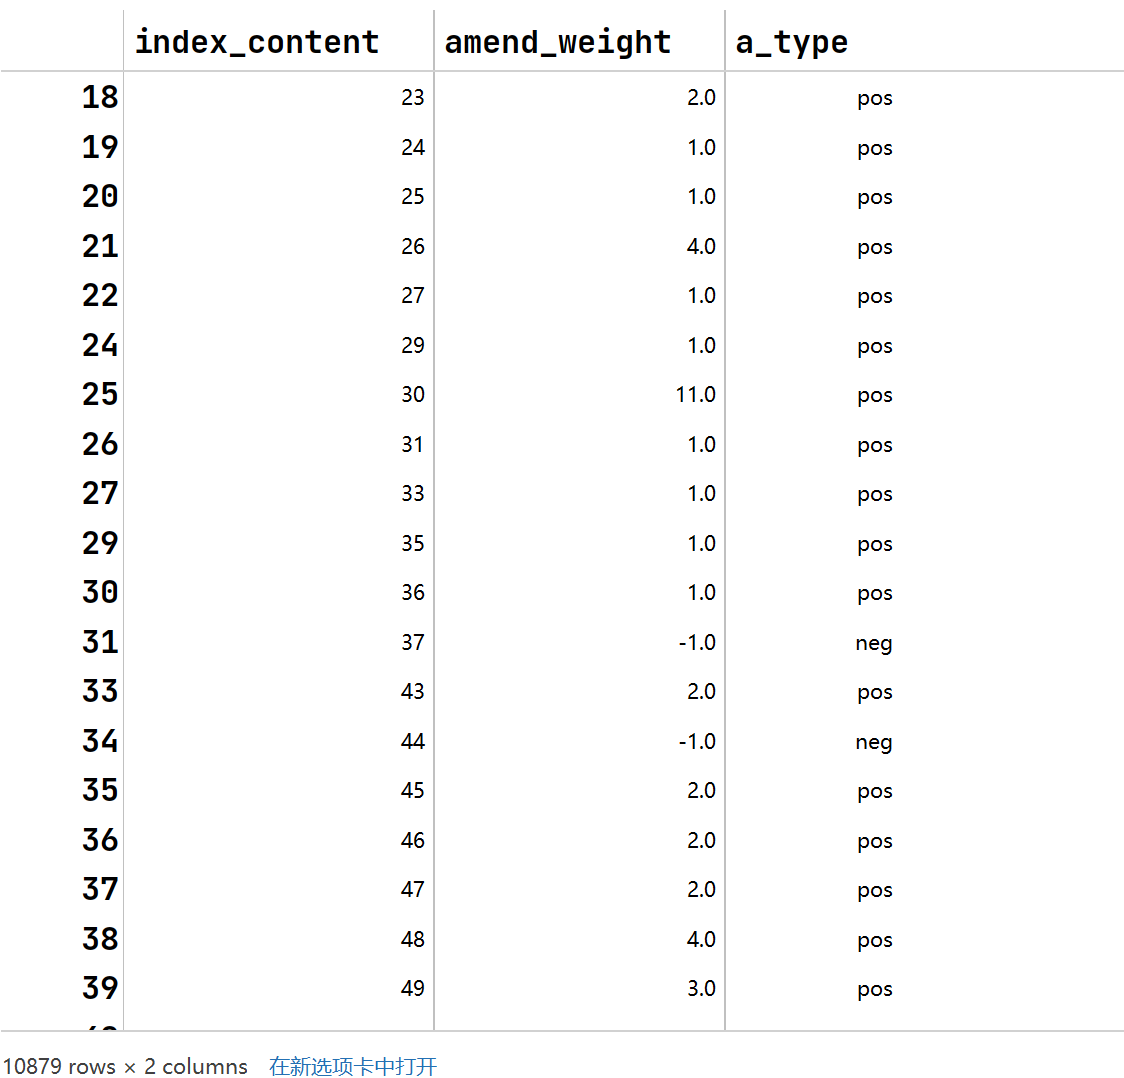 index_content amend_weight a_type
18 23 2.0 pos
19 24 1.0 pos
20 25 1.0 pos
21 26 4.0 pos
22 27 1.0 pos
24 29 1.0 pos
25 30 11.0 pos
26 31 1.0 pos
27 33 1.0 pos
29 35 1.0 pos
30 36 1.0 pos
31 37 -1.0 neg
33 43 2.0 pos
34 44 -1.0 neg
35 45 2.0 pos
36 46 2.0 pos
37 47 2.0 pos
38 48 4.0 pos
39 49 3.0 pos
10879 rows × 2 columns 在新选项卡中打开